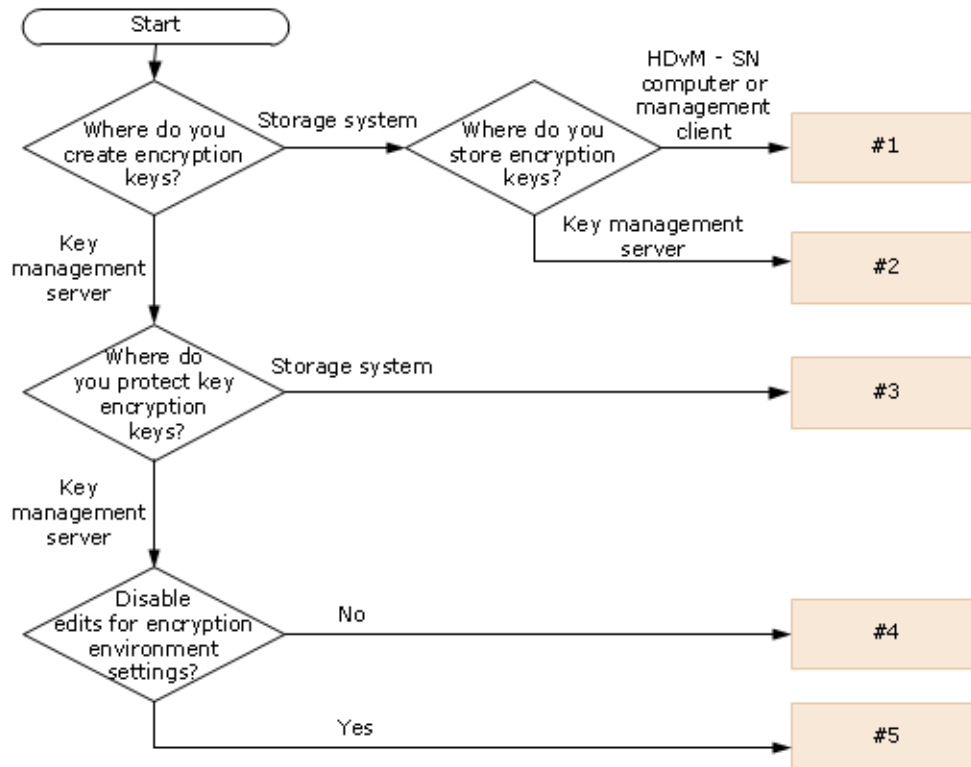 Start
Where do you
create encryption
keys?
Storage system
Where do you
store encryption
keys?
HDvM - SN
computer or
management
client
#1
Key management
server
#2
Key
management
server
Where do
you protect key
encryption
keys?
Storage system
#3
Key
management
server
Disable
edits for encryption
environment
settings?
No
#4
Yes
#5